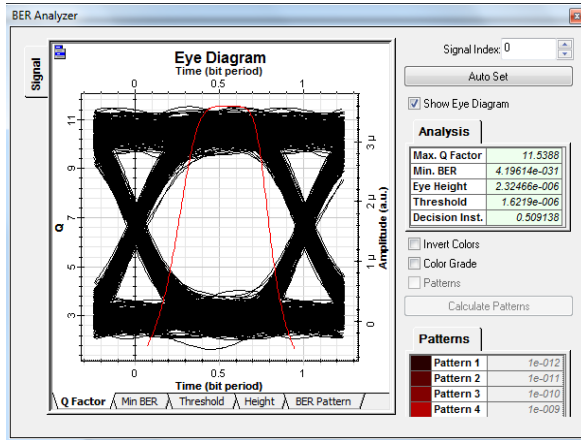 BER Analyzer
Signal
Eye Diagram
Time (bit period)
0 0.5 1
11
9
7
5
3
Q
3 µ
2 µ
1 µ
0
Amplitude (a.u.)
0 0.5 1
Time (bit period)
Q Factor Min BER Threshold Height BER Pattern
Signal Index: 0
Auto Set
Show Eye Diagram
Analysis
Max. Q Factor 11.5388
Min. BER 4.19614e-031
Eye Height 2.32466e-006
Threshold 1.6219e-006
Decision Inst. 0.509138
Invert Colors
Color Grade
Patterns
Calculate Patterns
Patterns
Pattern 1 1e-012
Pattern 2 1e-011
Pattern 3 1e-010
Pattern 4 1e-009